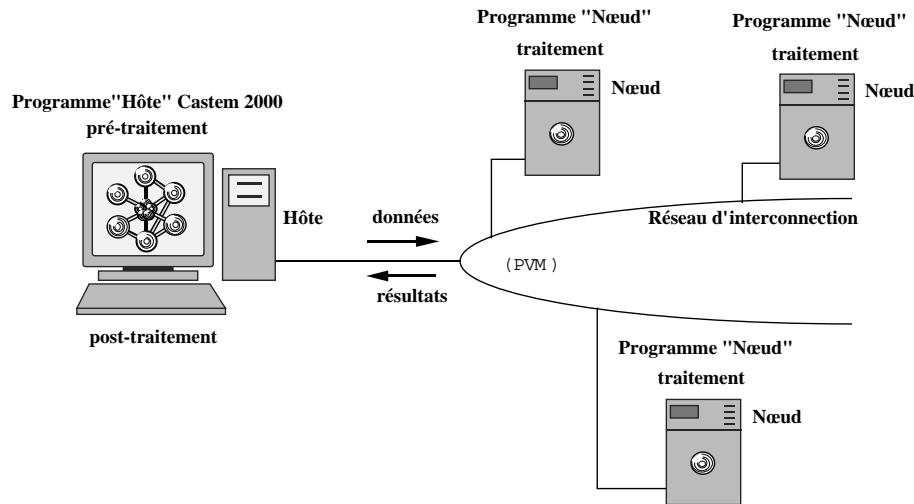 Programme "Nœud"
traitement
Nœud
Programme "Nœud"
traitement
Nœud
Programme"Hôte" Castem 2000
pré-traitement
Hôte
post-traitement
données
résultats
Réseau d'interconnection
(PVM)
Programme "Nœud"
traitement
Nœud